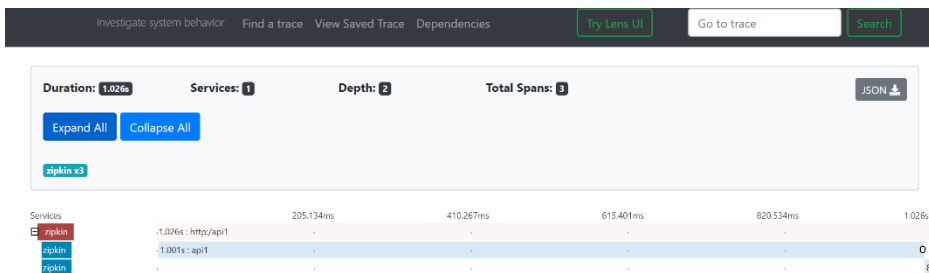 Investigate system behavior Find a trace View Saved Trace Dependencies Try Lens UI Go to trace Search
Duration: 1.026s Services: 1 Depth: 2 Total Spans: 3 JSON
Expand All Collapse All
zipkin x3
Services 205.134ms 410.267ms 615.401ms 820.534ms 1.026s
zipkin ·1.026s : http:/api1
zipkin ·1.001s : api1
zipkin